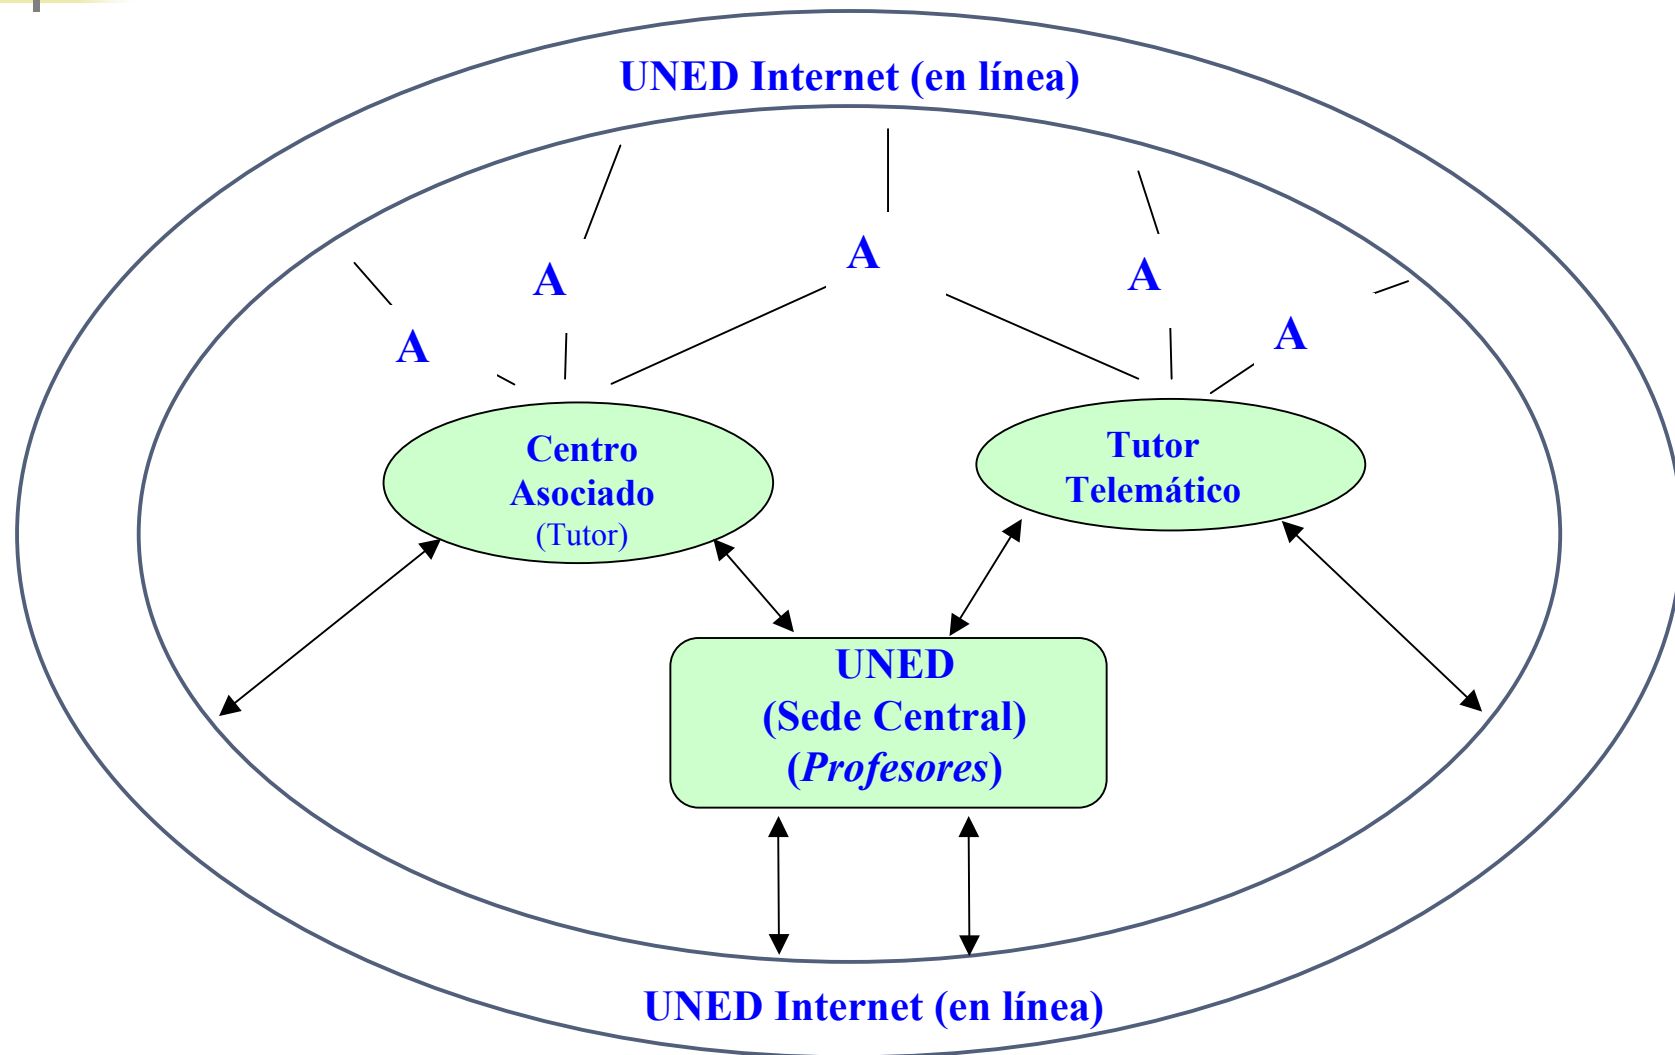 UNED Internet (en línea)
A
A
A
A
A
Centro
Asociado
(Tutor)
Tutor
Telemático
UNED
(Sede Central)
(Profesores)
UNED Internet (en línea)